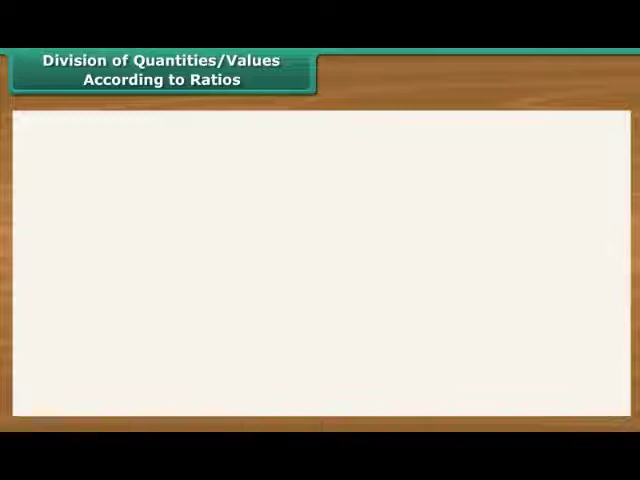 Division of Quantities/Values
According to Ratios